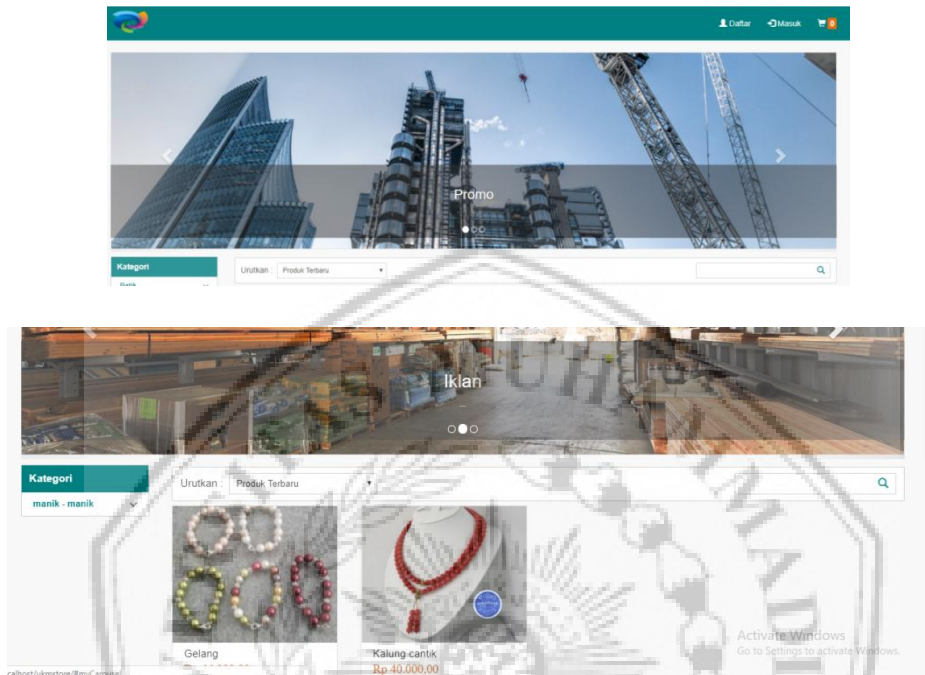 Daftar Masuk 0
Promo
Kategori
Urutkan : Produk Terbaru
Batik
Iklan
Kategori
Urutkan : Produk Terbaru
manik - manik
Gelang
Kalung cantik
Rp 40.000,00
Activate Windows
Go to Settings to activate Windows.